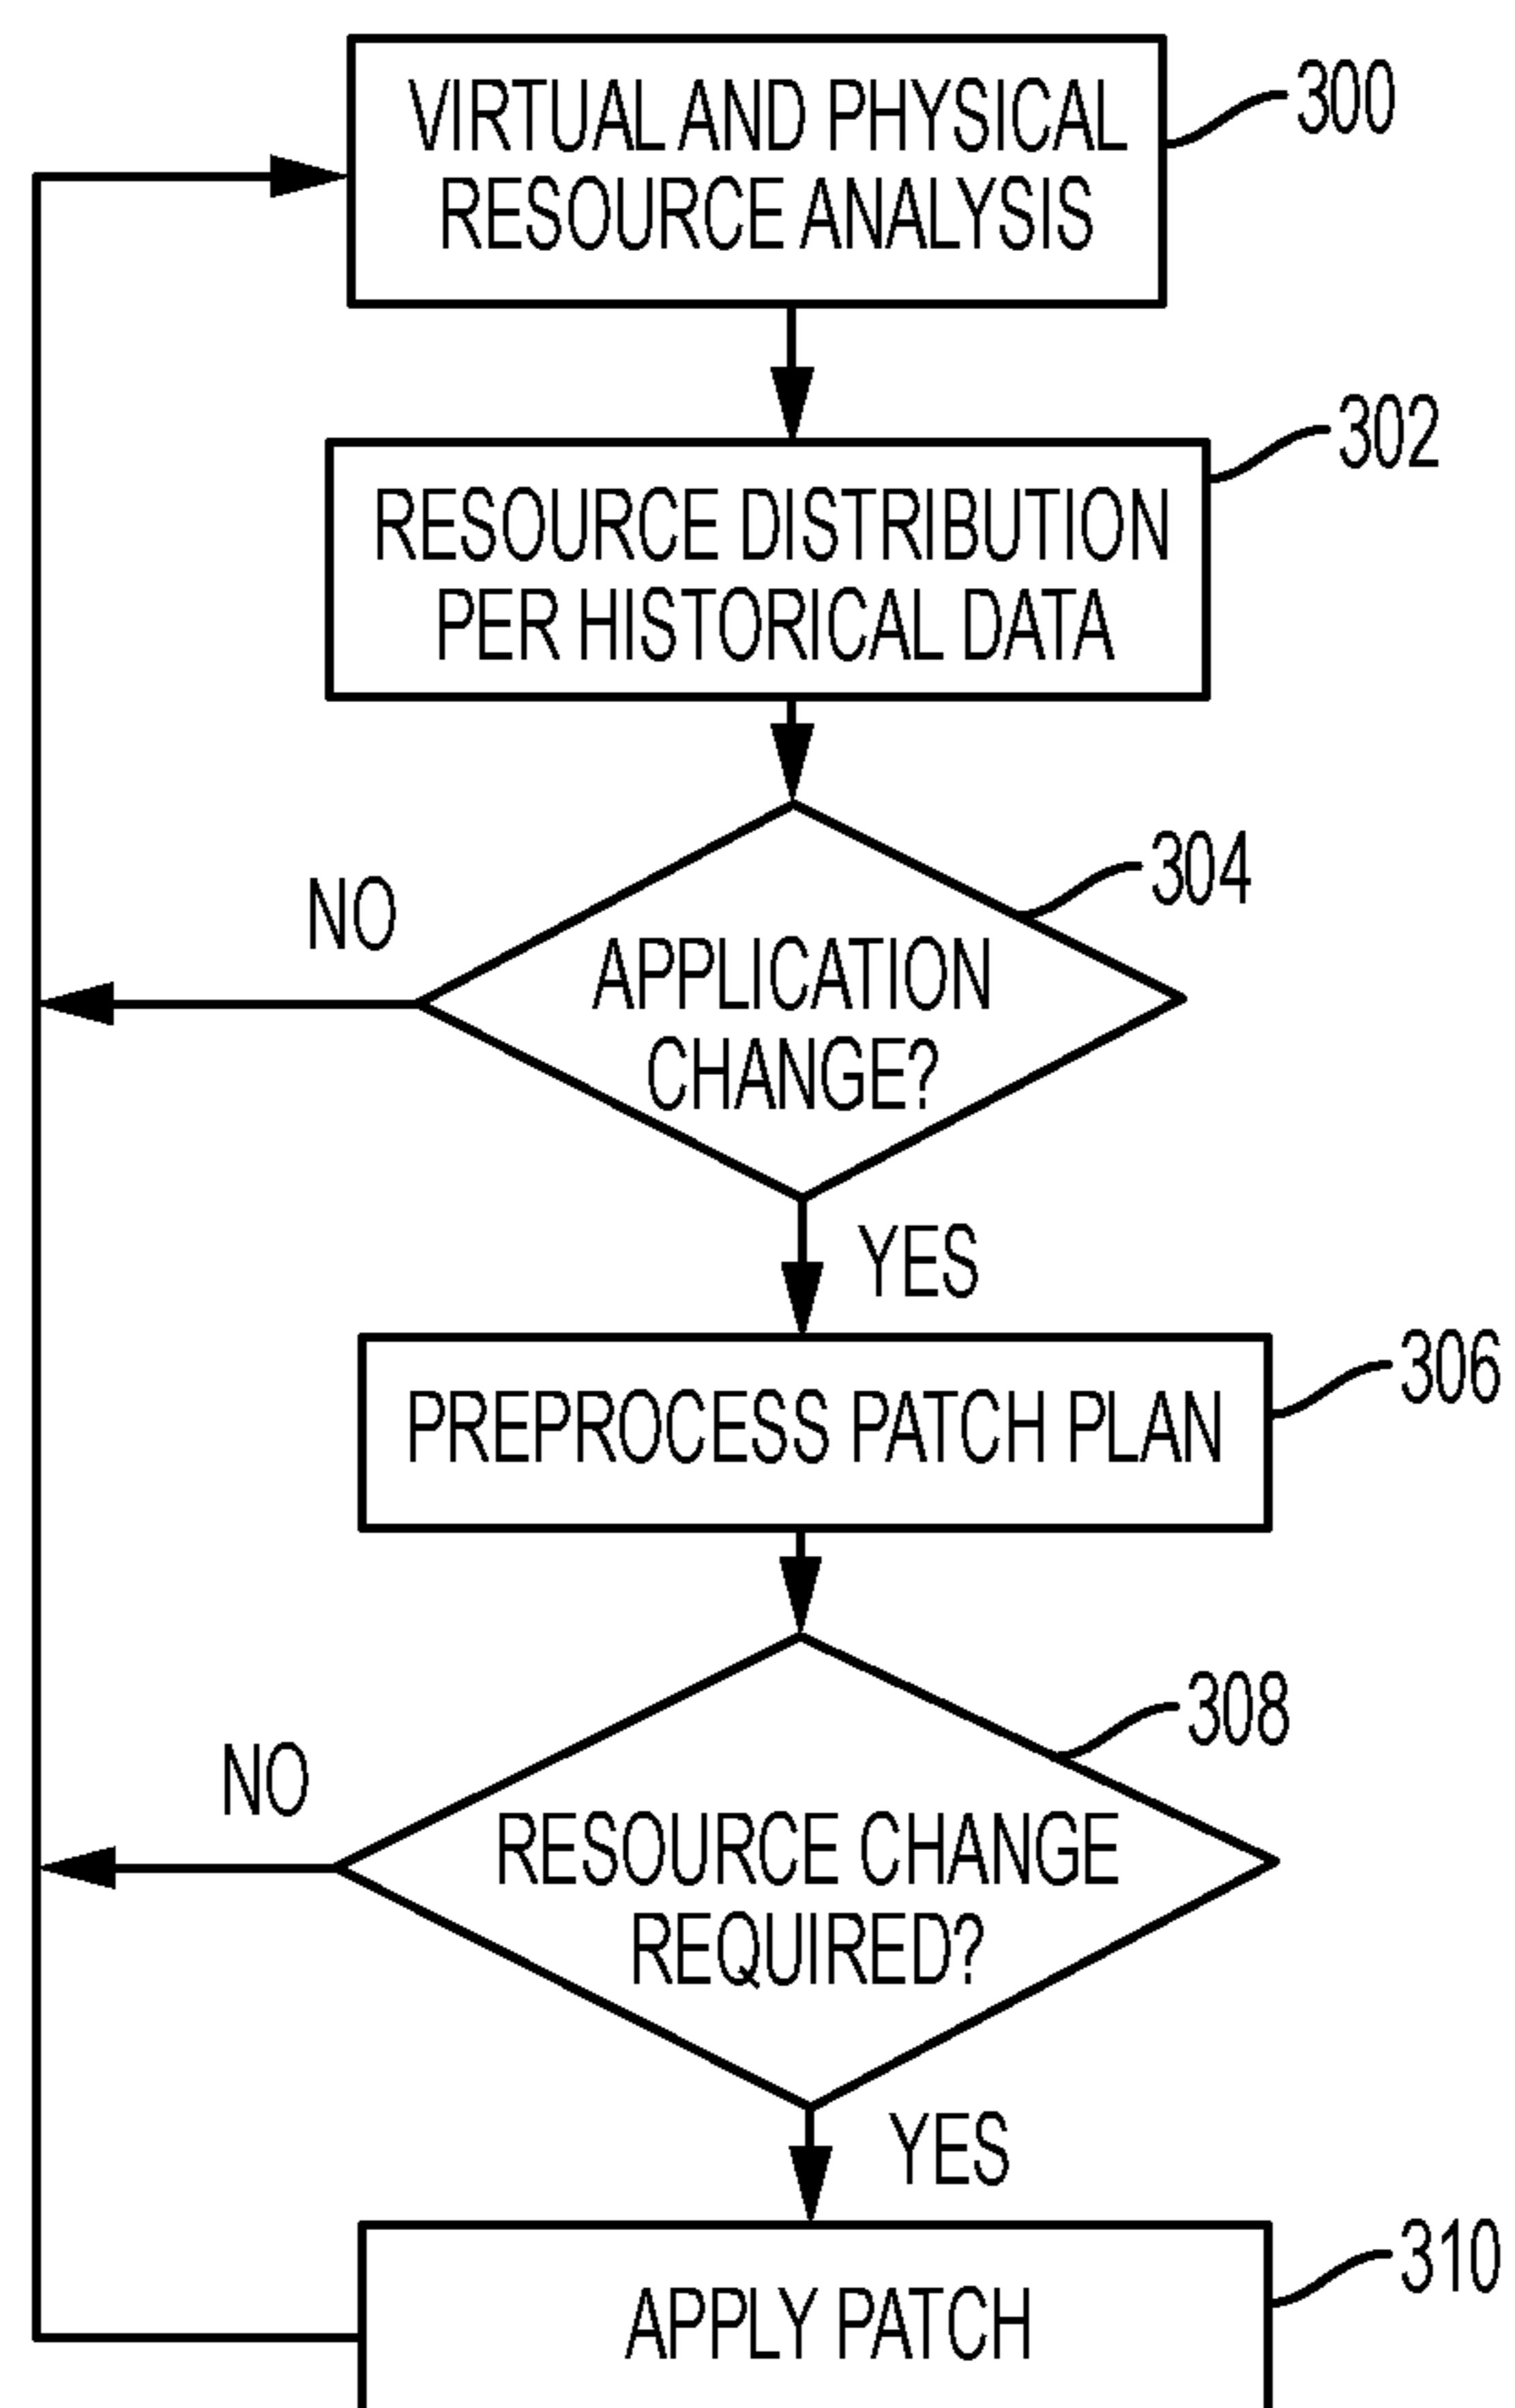 VIRTUAL AND PHYSICAL
RESOURCE ANALYSIS
300
RESOURCE DISTRIBUTION
PER HISTORICAL DATA
302
304
NO
APPLICATION
CHANGE?
YES
306
PREPROCESS PATCH PLAN
308
NO
RESOURCE CHANGE
REQUIRED?
YES
310
APPLY PATCH